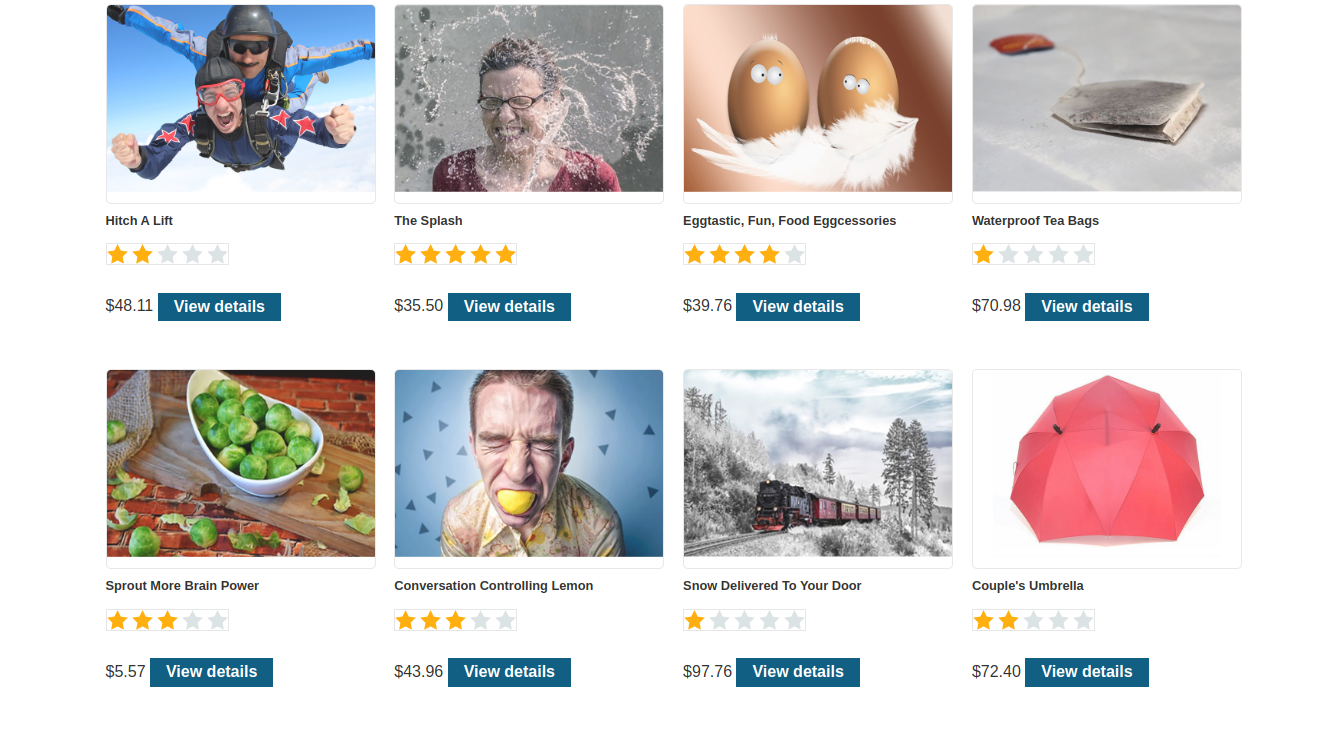 Hitch A Lift
The Splash
Eggtastic, Fun, Food Eggcessories
Waterproof Tea Bags
$48.11 View details
$35.50 View details
$39.76 View details
$70.98 View details
Sprout More Brain Power
Conversation Controlling Lemon
Snow Delivered To Your Door
Couple's Umbrella
$5.57 View details
$43.96 View details
$97.76 View details
$72.40 View details